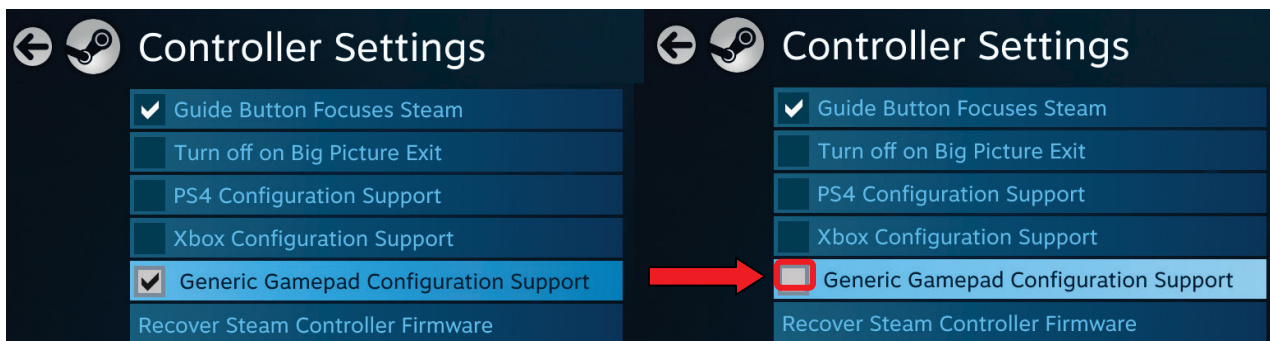 Controller Settings
Guide Button Focuses Steam
Turn off on Big Picture Exit
PS4 Configuration Support
Xbox Configuration Support
Generic Gamepad Configuration Support
Recover Steam Controller Firmware
Controller Settings
Guide Button Focuses Steam
Turn off on Big Picture Exit
PS4 Configuration Support
Xbox Configuration Support
Generic Gamepad Configuration Support
Recover Steam Controller Firmware